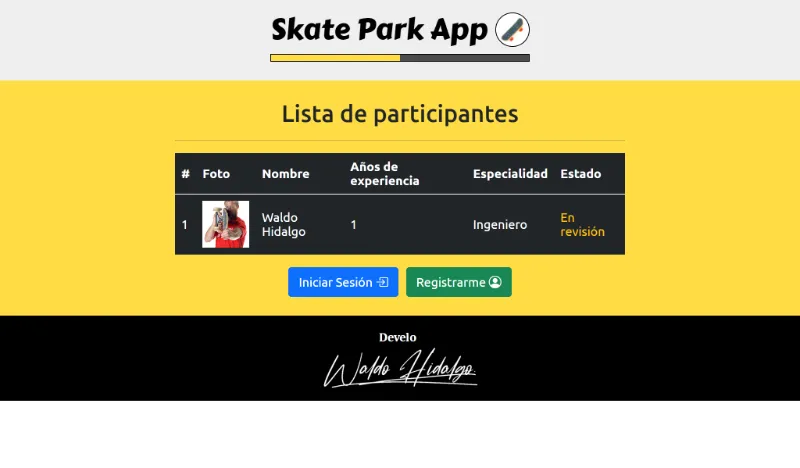 Skate Park App
Lista de participantes
# Foto Nombre Años de experiencia Especialidad Estado
1 Waldo Hidalgo 1 Ingeniero En revisión
Iniciar Sesión Registrarme
Develo
Waldo Hidalgo